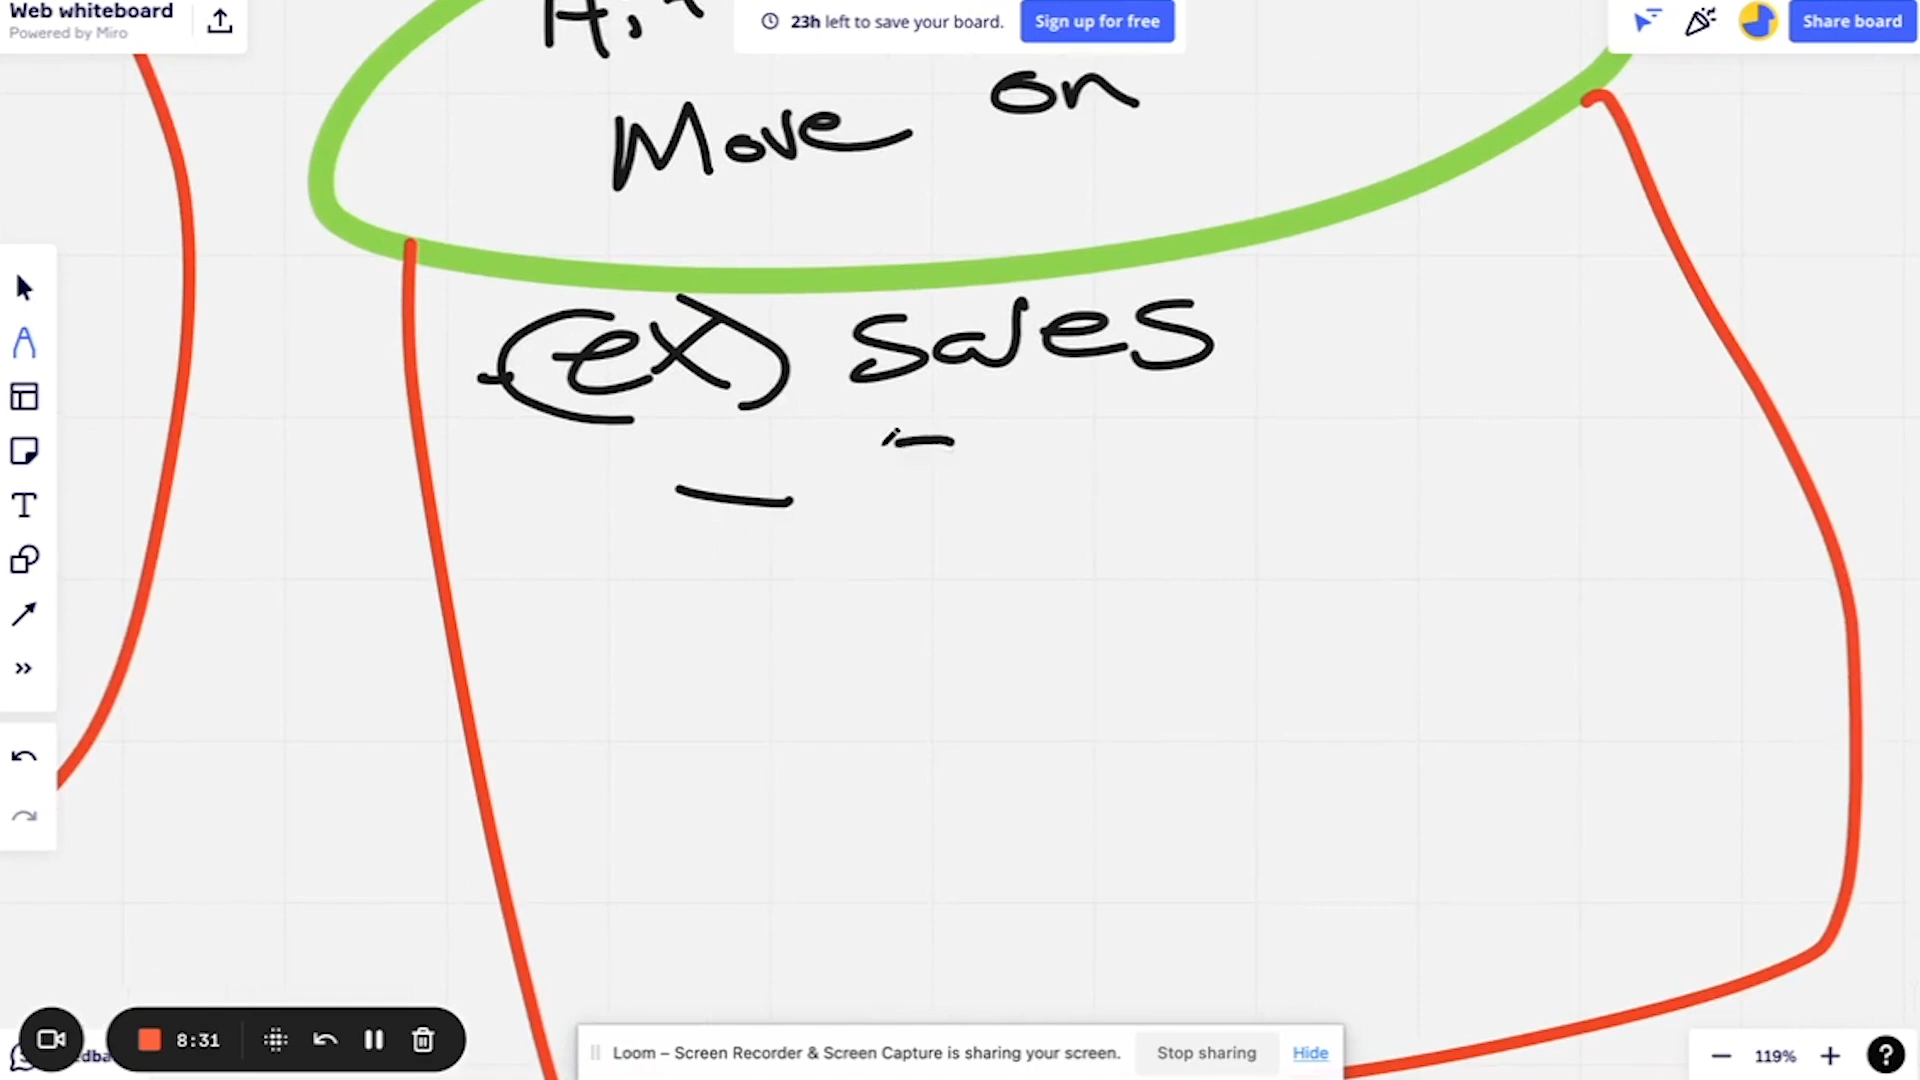 Web whiteboard
Powered by Miro
23h left to save your board.
Sign up for free
Share board
Move on
(ex) sales
8:31
Loom – Screen Recorder & Screen Capture is sharing your screen.
Stop sharing
Hide
119%